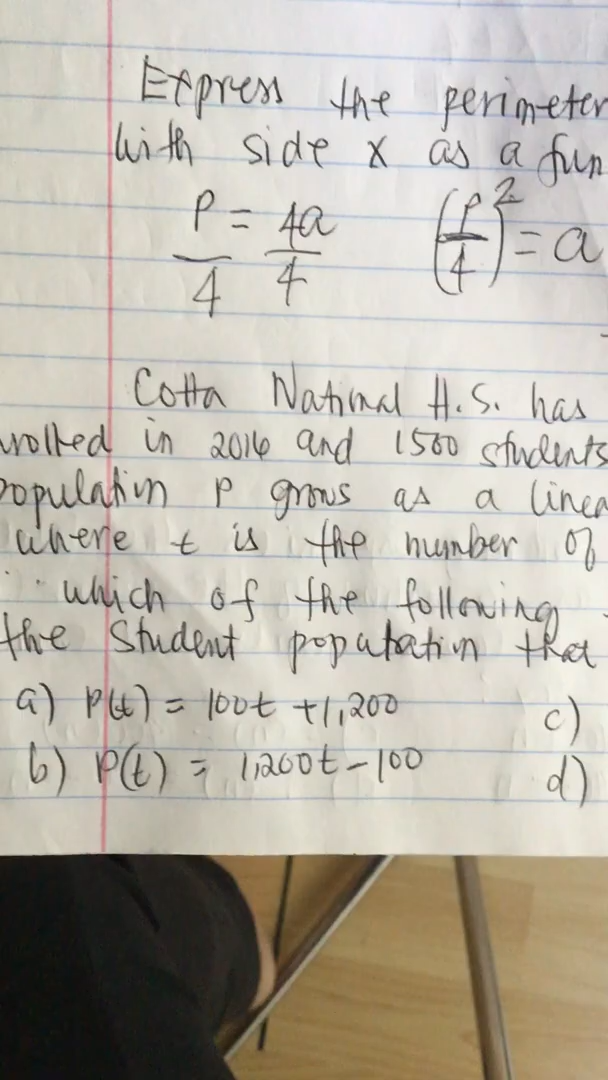 Express the perimeter
with side x as a fun
P/4 = 4a/4 (P/4)² = a
Cotta National H.S. has
nrolled in 2016 and 1500 students
population P grows as a linea
where t is the number of
which of the following
the student population that
a) P(t) = 100t + 1,200 c)
b) P(t) = 1,200t - 100 d)